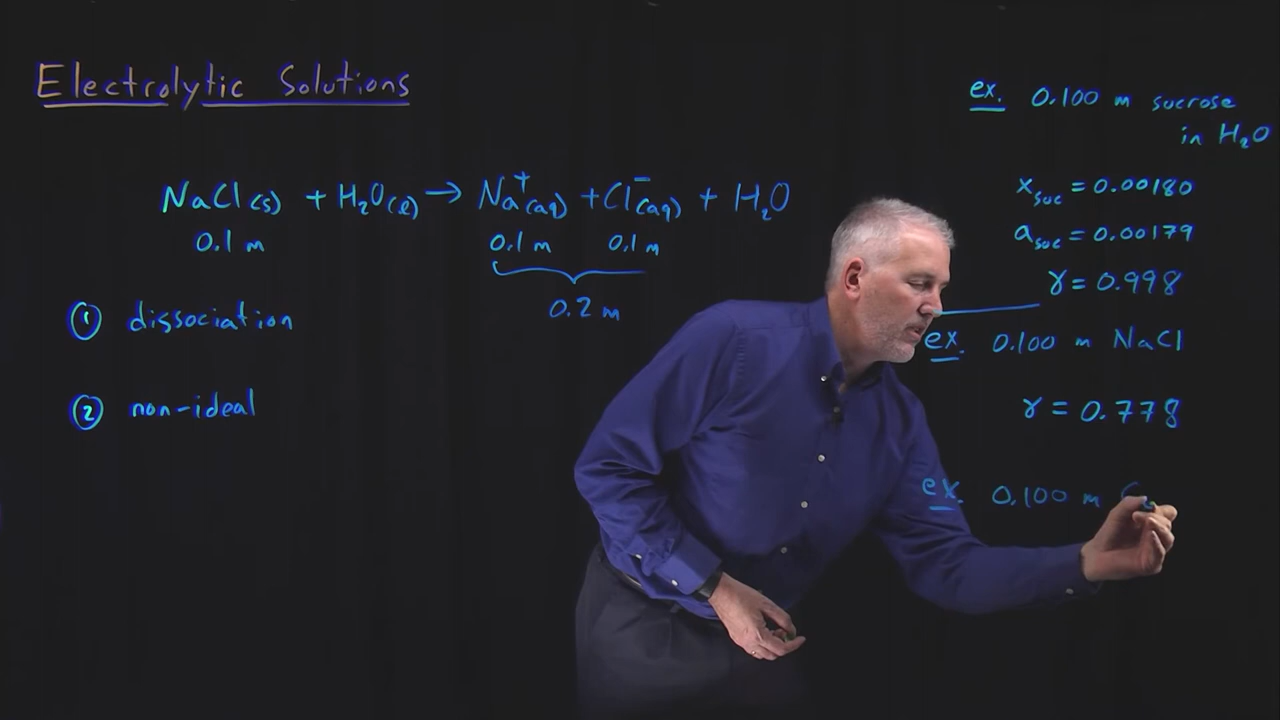 Electrolytic Solutions
NaCl(s) + H₂O(l) → Na⁺(aq) + Cl⁻(aq) + H₂O
0.1 m 0.1 m 0.1 m
0.2 m
① dissociation
② non-ideal
ex. 0.100 m sucrose
in H₂O
x_suc = 0.00180
a_suc = 0.00179
γ = 0.998
ex. 0.100 m NaCl
γ = 0.778
ex. 0.100 m